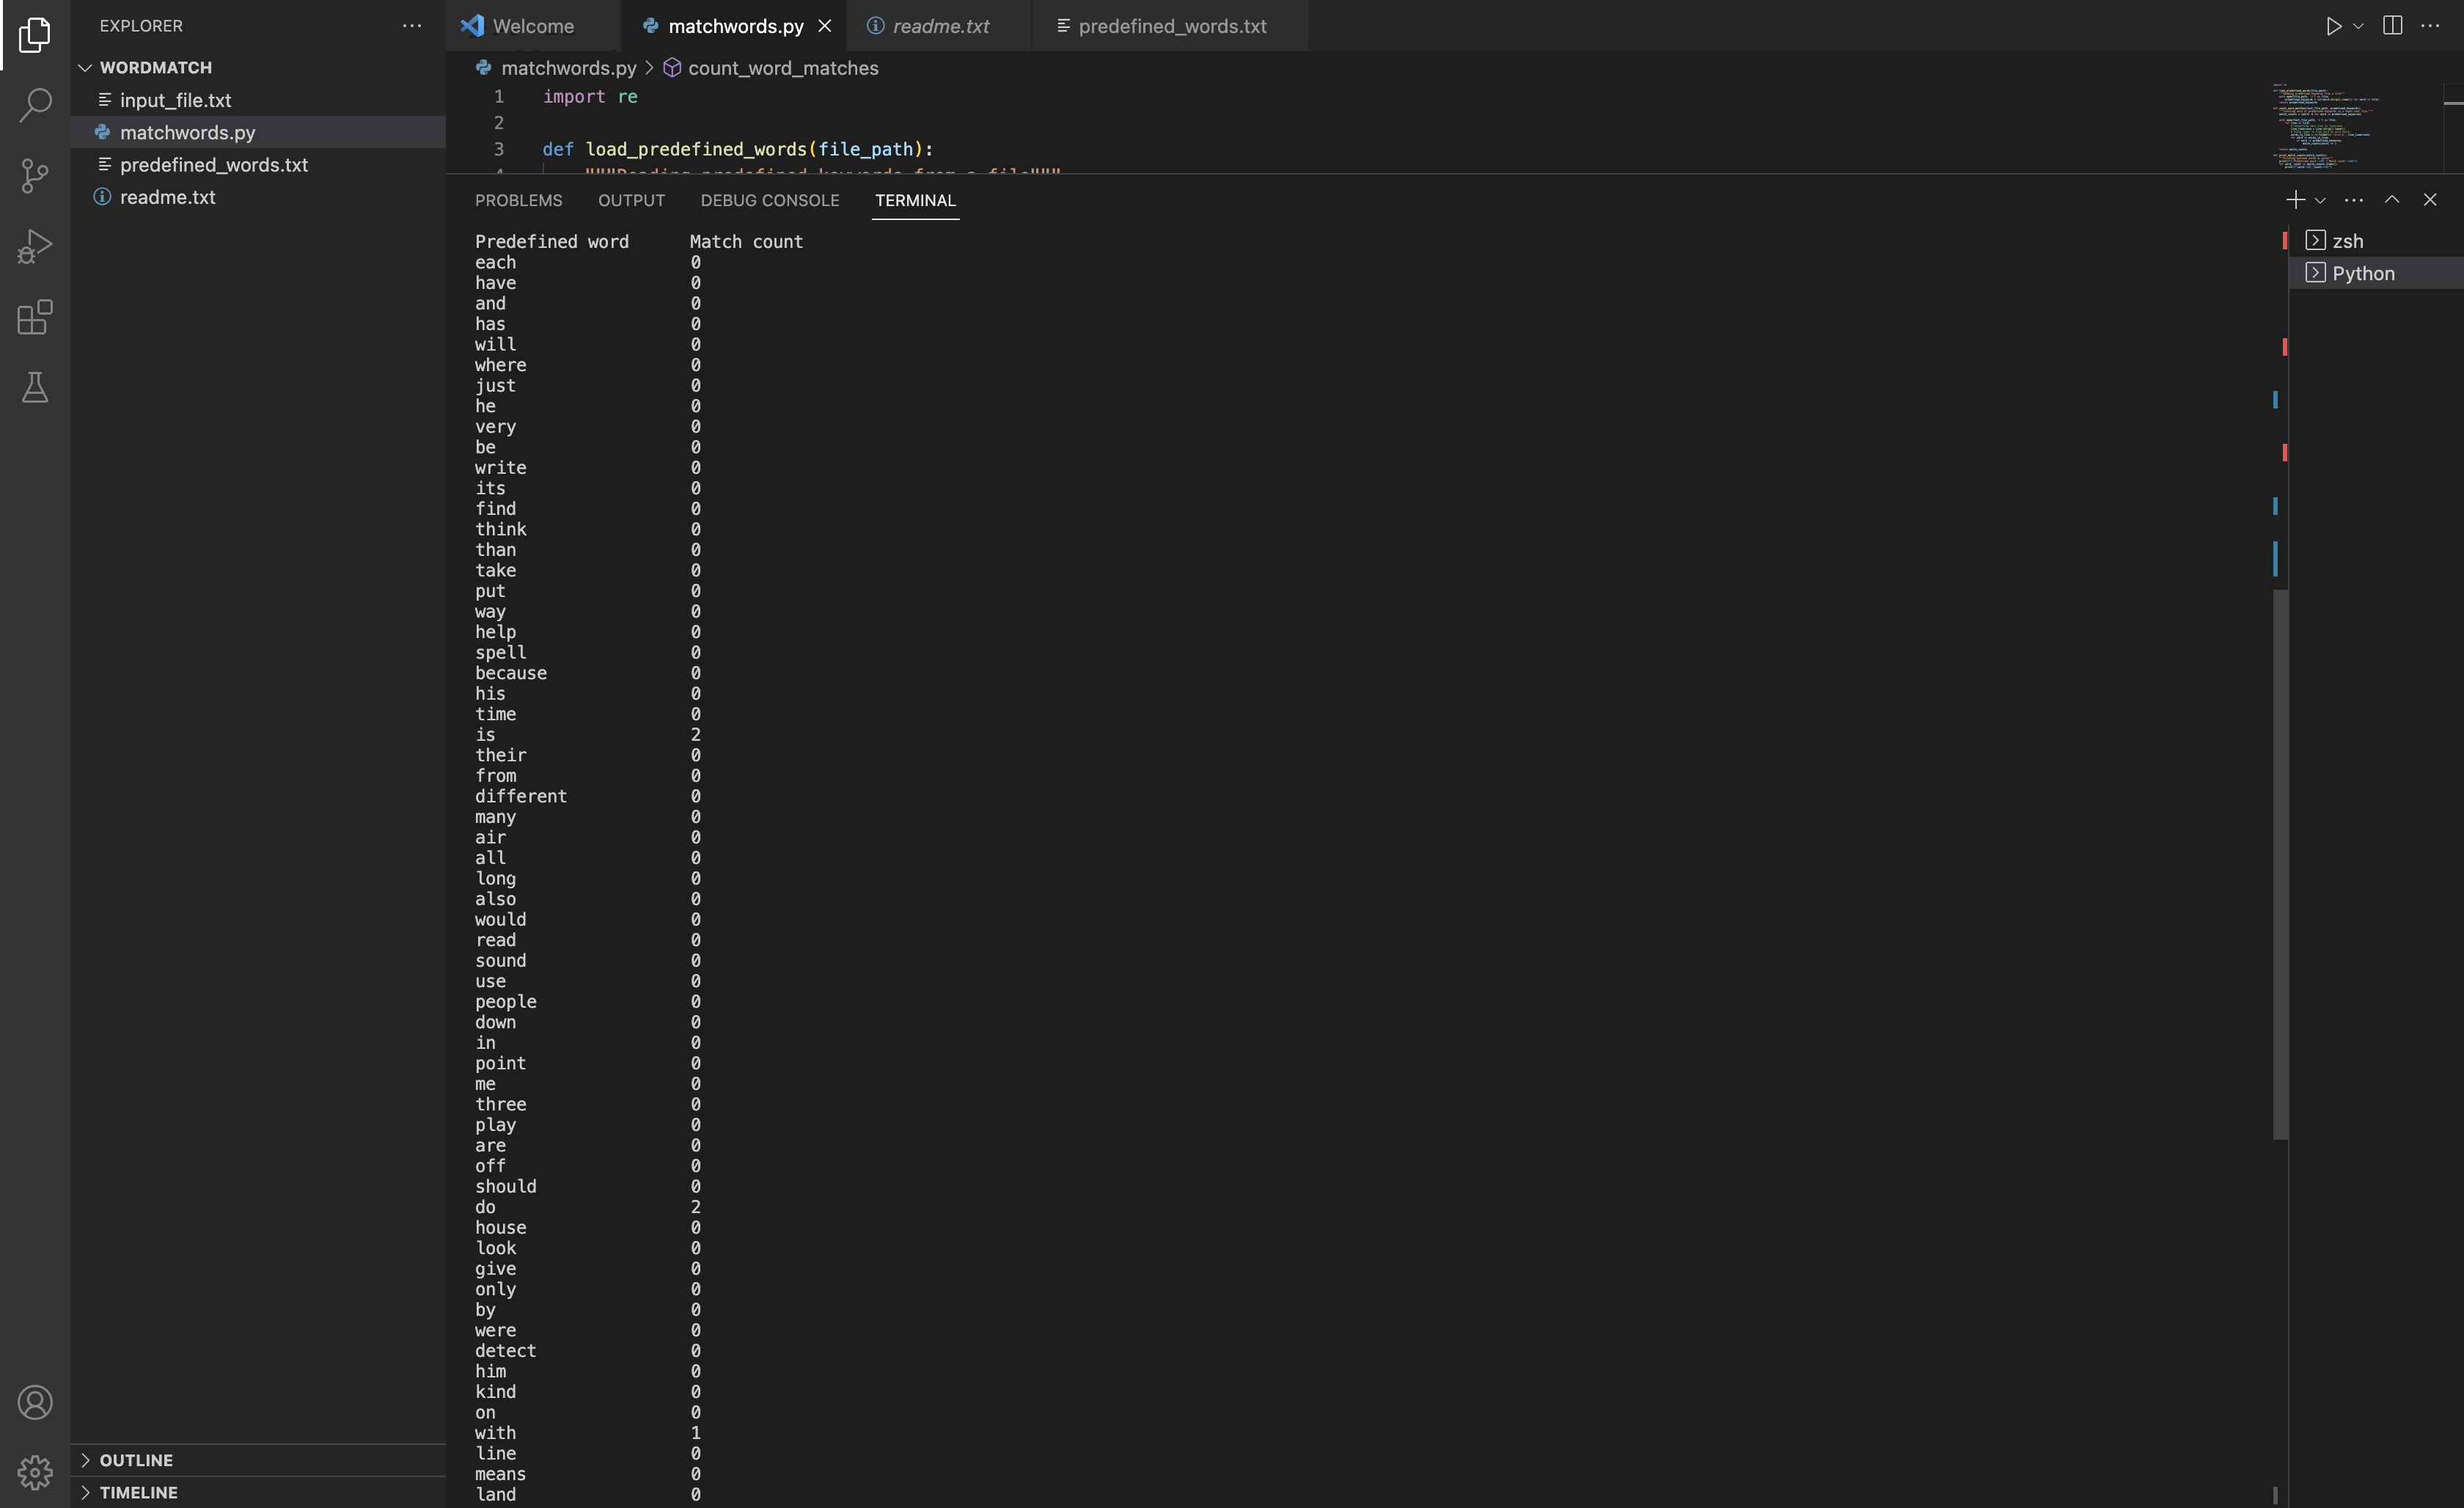 EXPLORER
WORDMATCH
input_file.txt
matchwords.py
predefined_words.txt
readme.txt
OUTLINE
TIMELINE
Welcome
matchwords.py
readme.txt
predefined_words.txt
matchwords.py > count_word_matches
1 import re
2
3 def load_predefined_words(file_path):
4 """Reading predefined keywords from a file"""
PROBLEMS OUTPUT DEBUG CONSOLE TERMINAL
Predefined word Match count
each 0
have 0
and 0
has 0
will 0
where 0
just 0
he 0
very 0
be 0
write 0
its 0
find 0
think 0
than 0
take 0
put 0
way 0
help 0
spell 0
because 0
his 0
time 0
is 2
their 0
from 0
different 0
many 0
air 0
all 0
long 0
also 0
would 0
read 0
sound 0
use 0
people 0
down 0
in 0
point 0
me 0
three 0
play 0
are 0
off 0
should 0
do 2
house 0
look 0
give 0
only 0
by 0
were 0
detect 0
him 0
kind 0
on 0
with 1
line 0
means 0
land 0
zsh
Python